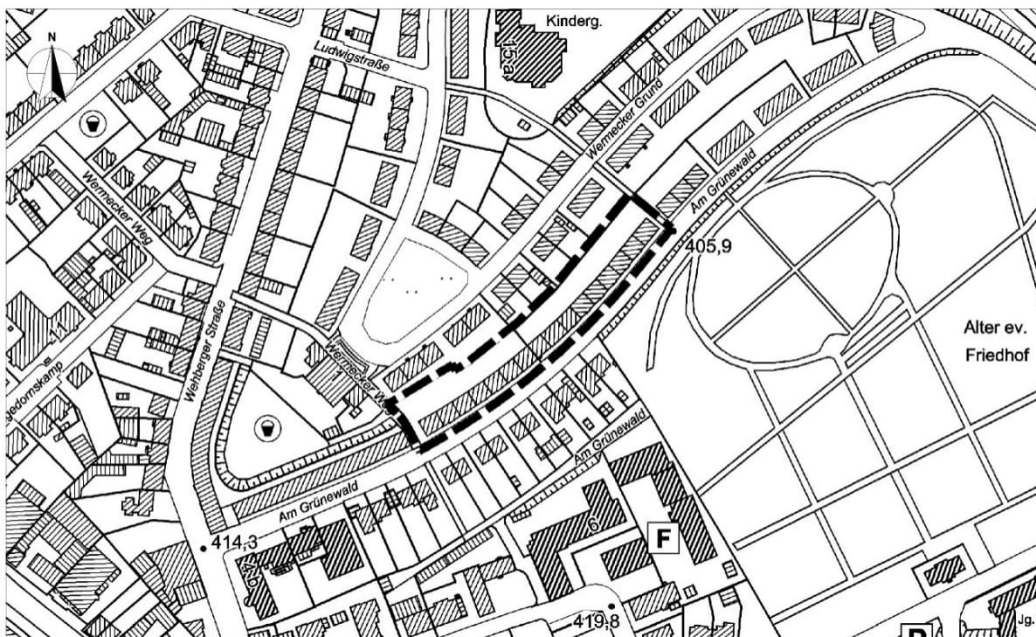 N
Kinderg.
Ludwigstraße
Wermecker Grund
Wermecker Weg
Am Grünewald
405,9
Alter ev.
Friedhof
Wehberger Straße
Wermecker
Am Grünewald
Am Grünewald
414,3
6
F
419,8